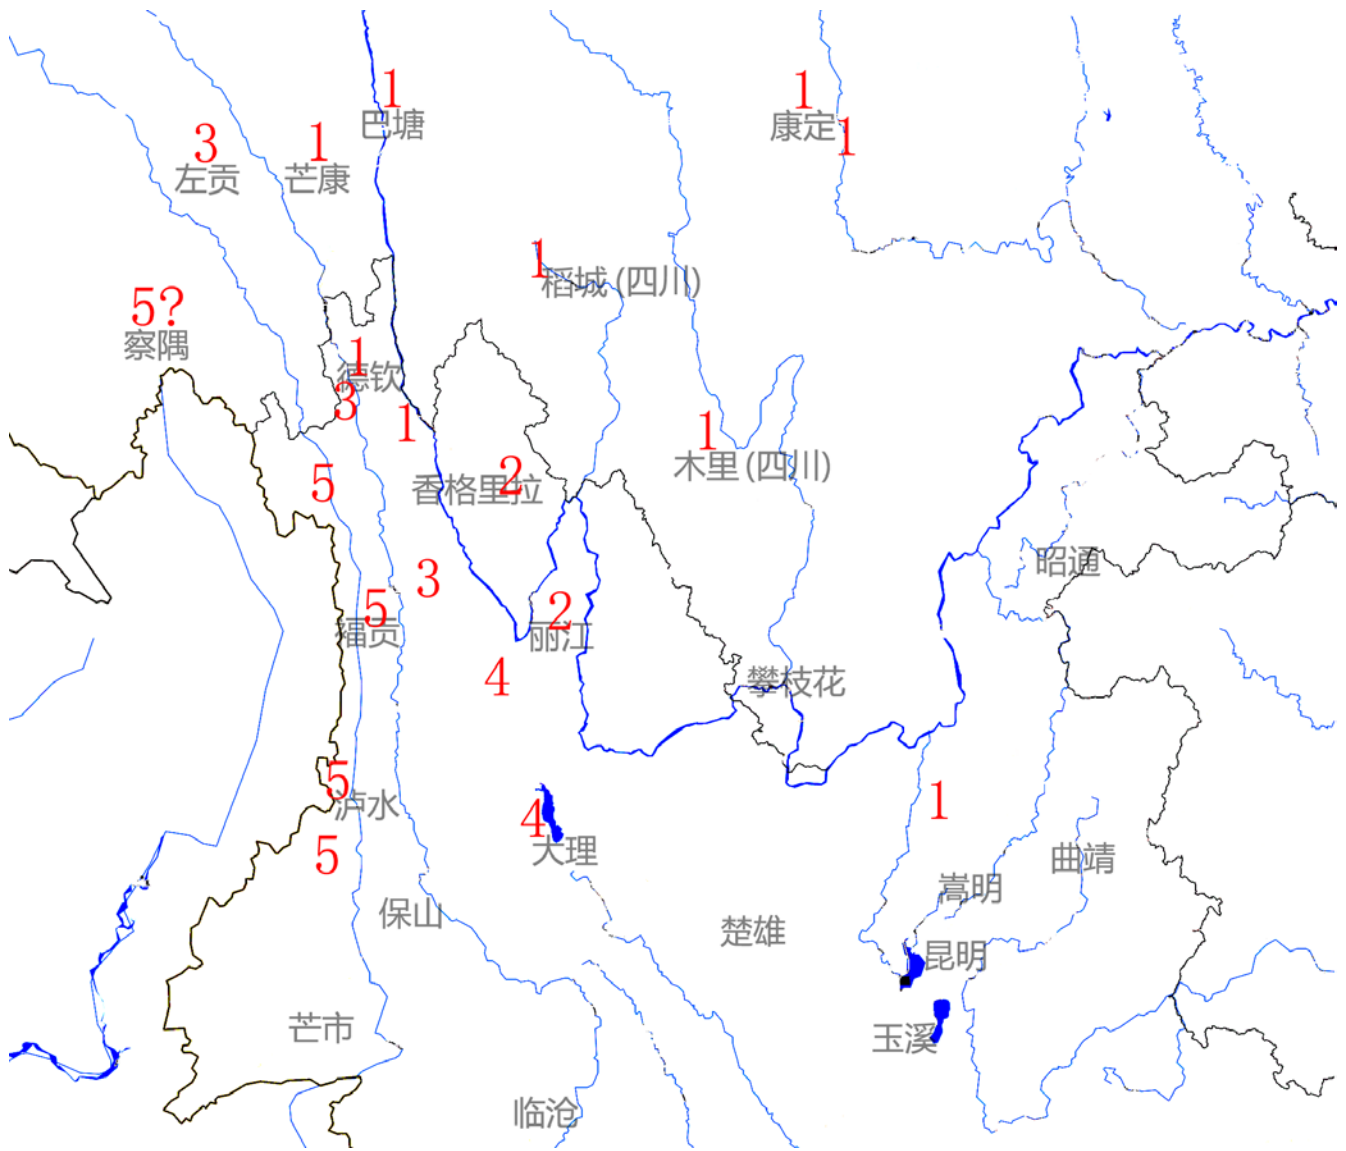 1
巴塘
1
康定
1
3
左贡
1
芒康
1
稻城(四川)
5?
察隅
1
德钦
3
1
1
木里(四川)
2
香格里拉
5
昭通
3
5
福贡
2
丽江
4
攀枝花
5
泸水
4
大理
1
5
曲靖
嵩明
保山
楚雄
昆明
芒市
玉溪
临沧